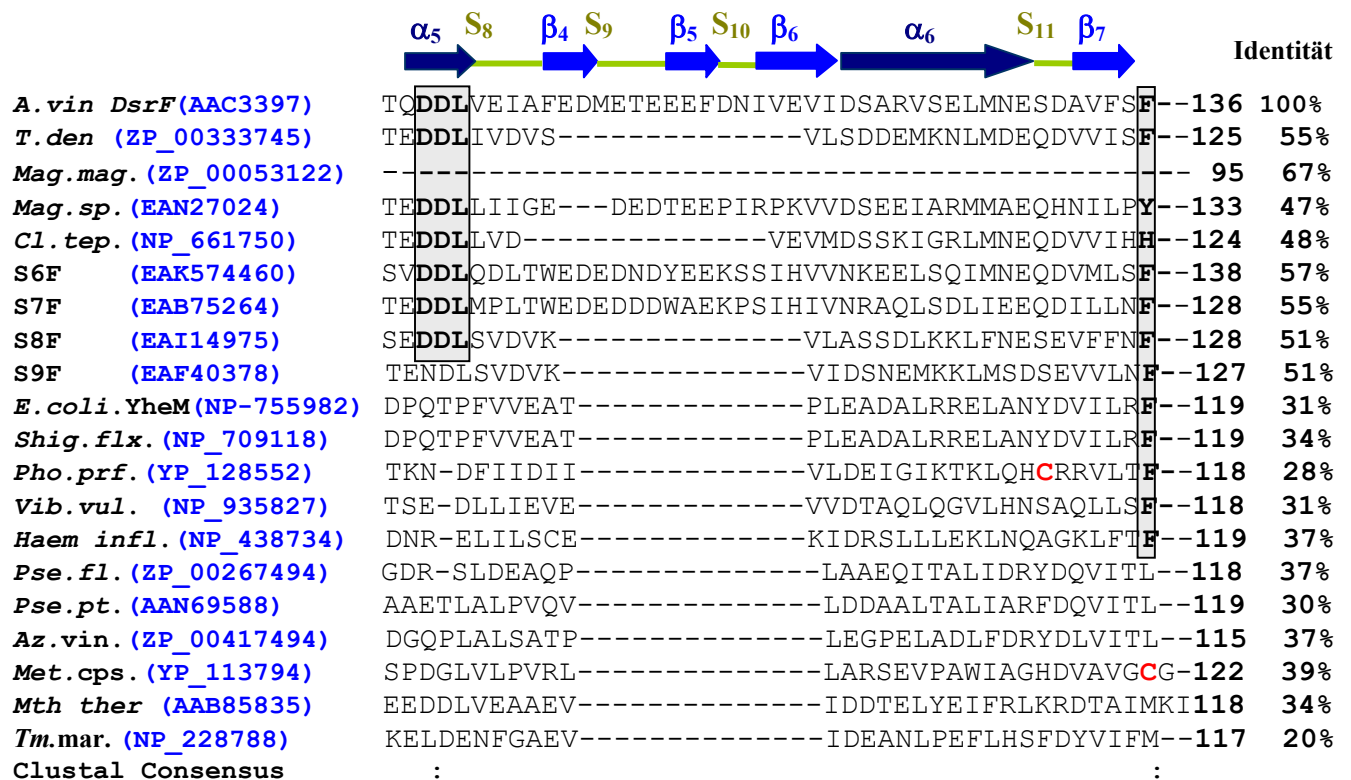 α5 S8 β4 S9 β5 S10 β6 α6 S11 β7
Identität
A.vin DsrF(AAC3397) TQDDLVEIAFEDMETEEEFDNIVEVIDSARVSELMNESDAVFSF--136 100%
T.den (ZP_00333745) TEDDLIVDVS---------------VLSDDEMKNLMDEQDVVISF--125 55%
Mag.mag.(ZP_00053122) ---------------------------------------------- 95 67%
Mag.sp.(EAN27024) TEDDLLIIGE---DEDTEEPIRPKVVDSEEIARMMAEQHNILPY--133 47%
Cl.tep.(NP_661750) TEDDLLVD-------------VEVMDSSKIGRLMNEQDVVIHH--124 48%
S6F (EAK574460) SVDDLQDLTWEDEDNDYEEKSSIHVVNKEELSQIMNEQDVMLSF--138 57%
S7F (EAB75264) TEDDLMPLTWEDEDDDWAEKPSIHIVNRAQLSDLIEEQDILLNF--128 55%
S8F (EAI14975) SEDDLSVDVK---------------VLASSDLKKLFNESEVFFNF--128 51%
S9F (EAF40378) TENDLSVDVK---------------VIDSNEMKKLMSDSEVVLNF--127 51%
E.coli.YheM(NP-755982) DPQTPFVVEAT--------------PLEADALRRELANYDVILRF--119 31%
Shig.flx.(NP_709118) DPQTPFVVEAT--------------PLEADALRRELANYDVILRF--119 34%
Pho.prf.(YP_128552) TKN-DFIIDII--------------VLDEIGIKTKLQHCRRVLTF--118 28%
Vib.vul. (NP_935827) TSE-DLLIEVE--------------VVDTAQLQGVLHNSAQLLSF--118 31%
Haem infl.(NP_438734) DNR-ELILSCE--------------KIDRSLLLEKLNQAGKLFTF--119 37%
Pse.fl.(ZP_00267494) GDR-SLDEAQP--------------LAAEQITALIDRYDQVITL--118 37%
Pse.pt.(AAN69588) AAETLALPVQV--------------LDDAALTALIARFDQVITL--119 30%
Az.vin.(ZP_00417494) DGQPLALSATP--------------LEGPELADLFDRYDLVITL--115 37%
Met.cps.(YP_113794) SPDGLVLPVRL--------------LARSEVPAWIAGHDVAVGCG-122 39%
Mth ther (AAB85835) EEDDLVEAAEV--------------IDDTELYEIFRLKRDTAIMKI118 34%
Tm.mar. (NP_228788) KELDENFGAEV--------------IDEANLPEFLHSFDYVIFM--117 20%
Clustal Consensus : :